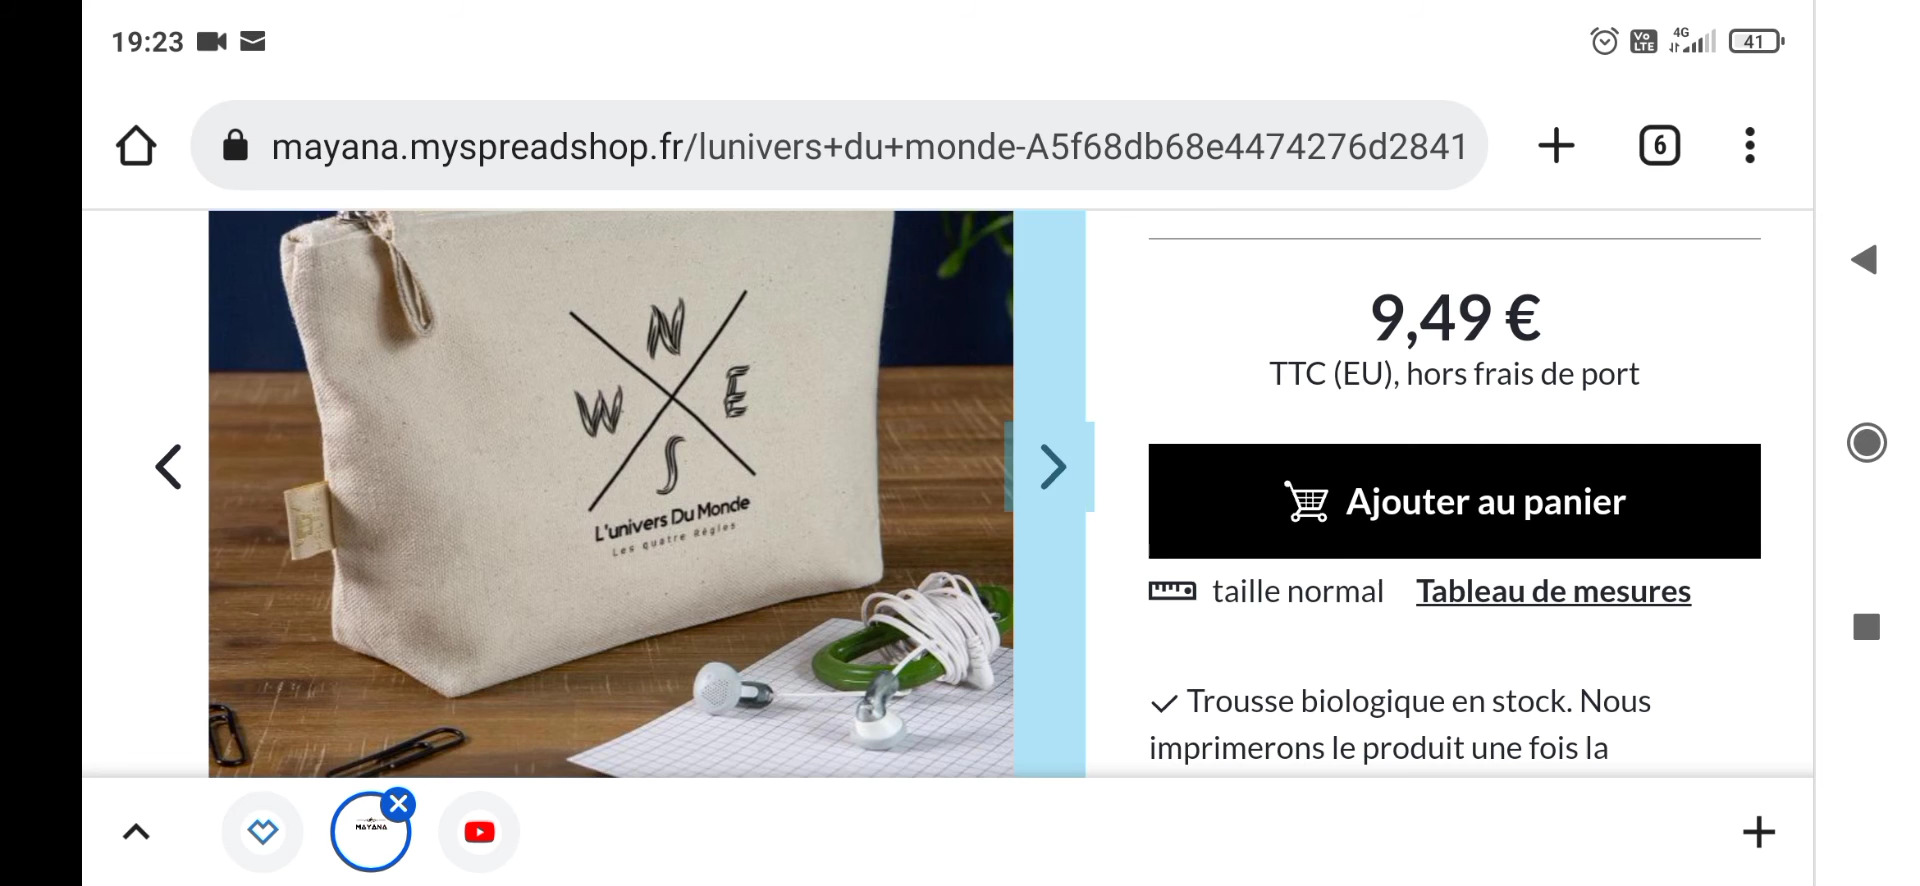 19:23
Vo LTE
4G
41
mayana.myspreadshop.fr/lunivers+du+monde-A5f68db68e4474276d2841
6
N
W
E
S
L'univers Du Monde
Les quatre Règles
9,49 €
TTC (EU), hors frais de port
Ajouter au panier
taille normal Tableau de mesures
✓ Trousse biologique en stock. Nous
imprimerons le produit une fois la
MAYANA